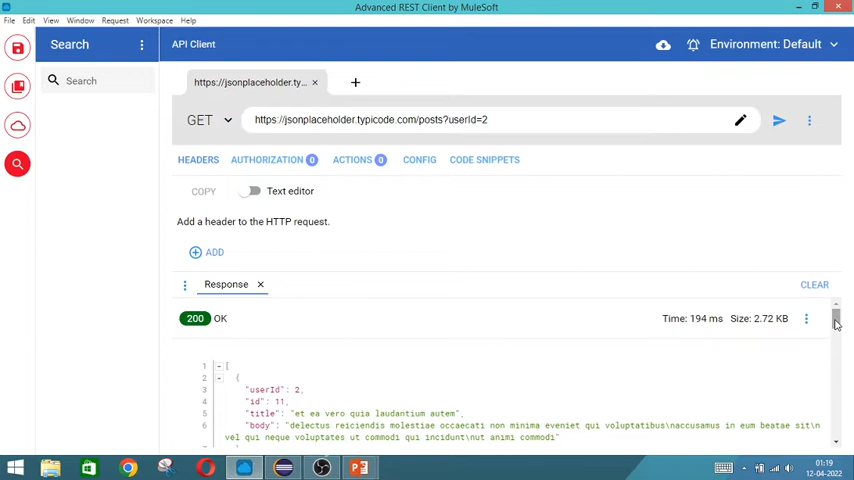 Advanced REST Client by MuleSoft
File Edit View Window Request Workspace Help
Search
API Client
Environment: Default
Search
https://jsonplaceholder.ty...
GET https://jsonplaceholder.typicode.com/posts?userId=2
HEADERS AUTHORIZATION 0 ACTIONS 0 CONFIG CODE SNIPPETS
COPY Text editor
Add a header to the HTTP request.
ADD
Response CLEAR
200 OK Time: 194 ms Size: 2.72 KB
1 [
2 {
3 "userId": 2,
4 "id": 11,
5 "title": "et ea vero quia laudantium autem",
6 "body": "delectus reiciendis molestiae occaecati non minima eveniet qui voluptatibus\naccusamus in eum beatae sit\n
vel qui neque voluptates ut commodi qui incidunt\nut animi commodi"
01:19
12-04-2022